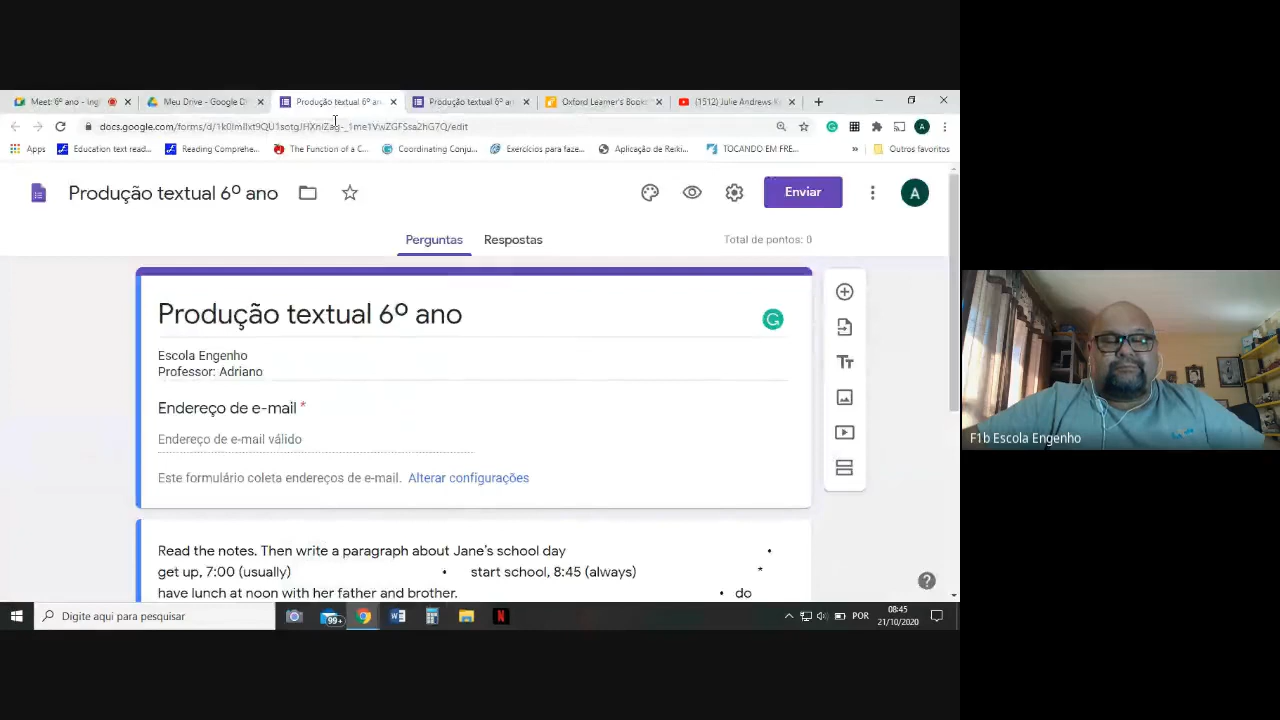 Meet: 6º ano - ing
Meu Drive - Google D
Produção textual 6º an
Produção textual 6º an
Oxford Learner's Books
(1512) Julie Andrews K
Apps
Education text read...
Reading Comprehe...
The Function of a C...
Coordinating Conju...
Exercícios para faze...
Aplicação de Reiki...
TOCANDO EM FRE...
»
Outros favoritos
Produção textual 6º ano
Enviar
A
Perguntas
Respostas
Total de pontos: 0
Produção textual 6º ano
Escola Engenho
Professor: Adriano
Endereço de e-mail *
Endereço de e-mail válido
Este formulário coleta endereços de e-mail. Alterar configurações
Read the notes. Then write a paragraph about Jane's school day •
get up, 7:00 (usually) • start school, 8:45 (always) *
have lunch at noon with her father and brother. • do
F1b Escola Engenho
Digite aqui para pesquisar
99+
POR
08:45
21/10/2020